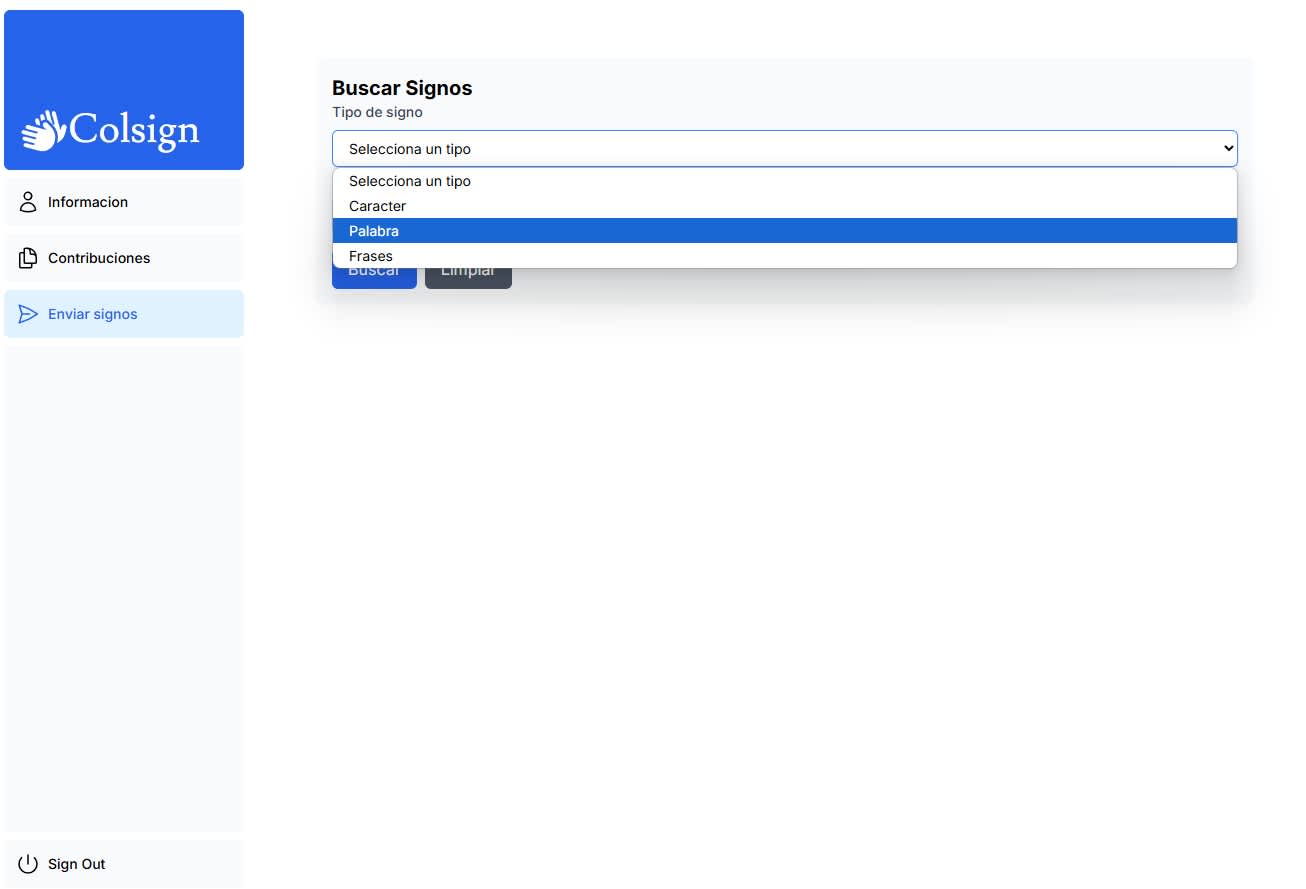 Colsign
Informacion
Contribuciones
Enviar signos
Sign Out
Buscar Signos
Tipo de signo
Selecciona un tipo
Selecciona un tipo
Caracter
Palabra
Frases
Buscar
Limpiar